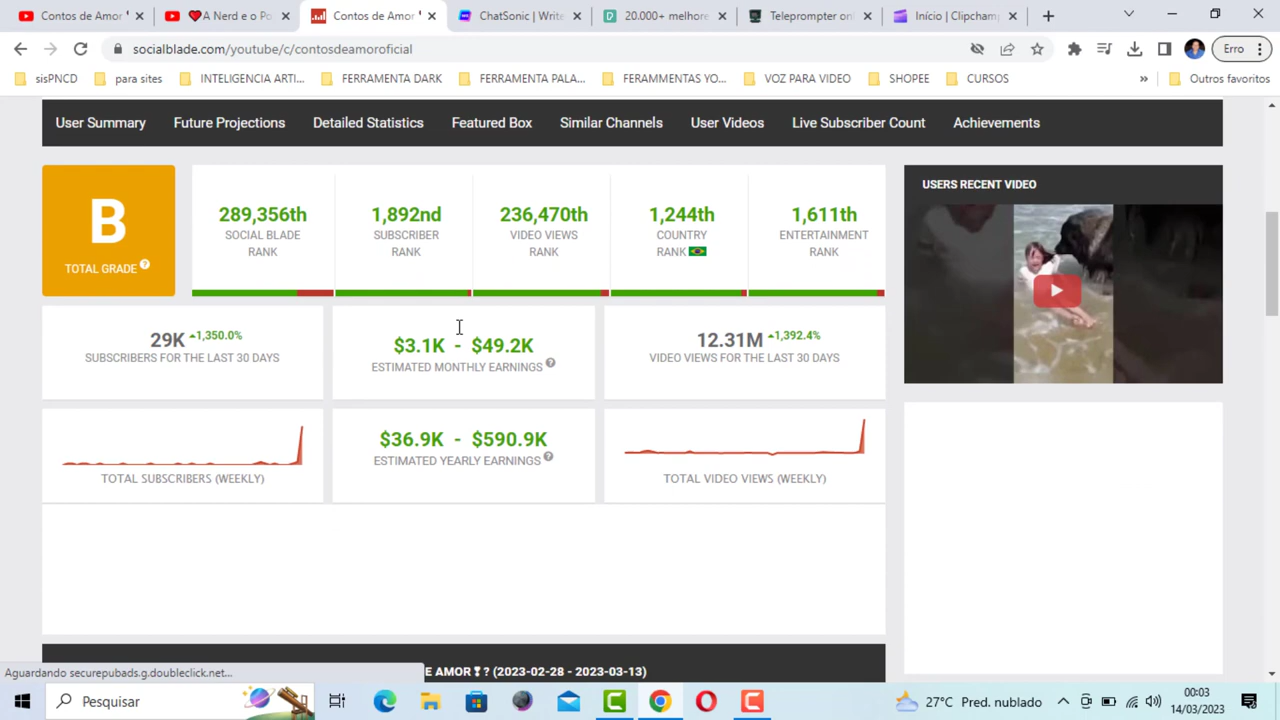 Contos de Amor
A Nerd e o Po
Contos de Amor
ChatSonic | Write
20.000+ melhore
Teleprompter onl
Início | Clipcham
socialblade.com/youtube/c/contosdeamoroficial
Erro
sisPNCD
para sites
INTELIGENCIA ARTI...
FERRAMENTA DARK
FERRAMENTA PALA...
FERAMMENTAS YO...
VOZ PARA VIDEO
SHOPEE
CURSOS
»
Outros favoritos
User Summary
Future Projections
Detailed Statistics
Featured Box
Similar Channels
User Videos
Live Subscriber Count
Achievements
B
TOTAL GRADE ?
289,356th
SOCIAL BLADE
RANK
1,892nd
SUBSCRIBER
RANK
236,470th
VIDEO VIEWS
RANK
1,244th
COUNTRY
RANK
1,611th
ENTERTAINMENT
RANK
USERS RECENT VIDEO
29K 1,350.0%
SUBSCRIBERS FOR THE LAST 30 DAYS
$3.1K - $49.2K
ESTIMATED MONTHLY EARNINGS ?
12.31M 1,392.4%
VIDEO VIEWS FOR THE LAST 30 DAYS
TOTAL SUBSCRIBERS (WEEKLY)
$36.9K - $590.9K
ESTIMATED YEARLY EARNINGS ?
TOTAL VIDEO VIEWS (WEEKLY)
E AMOR❣? (2023-02-28 - 2023-03-13)
Aguardando securepubads.g.doubleclick.net...
Pesquisar
27°C Pred. nublado
00:03
14/03/2023